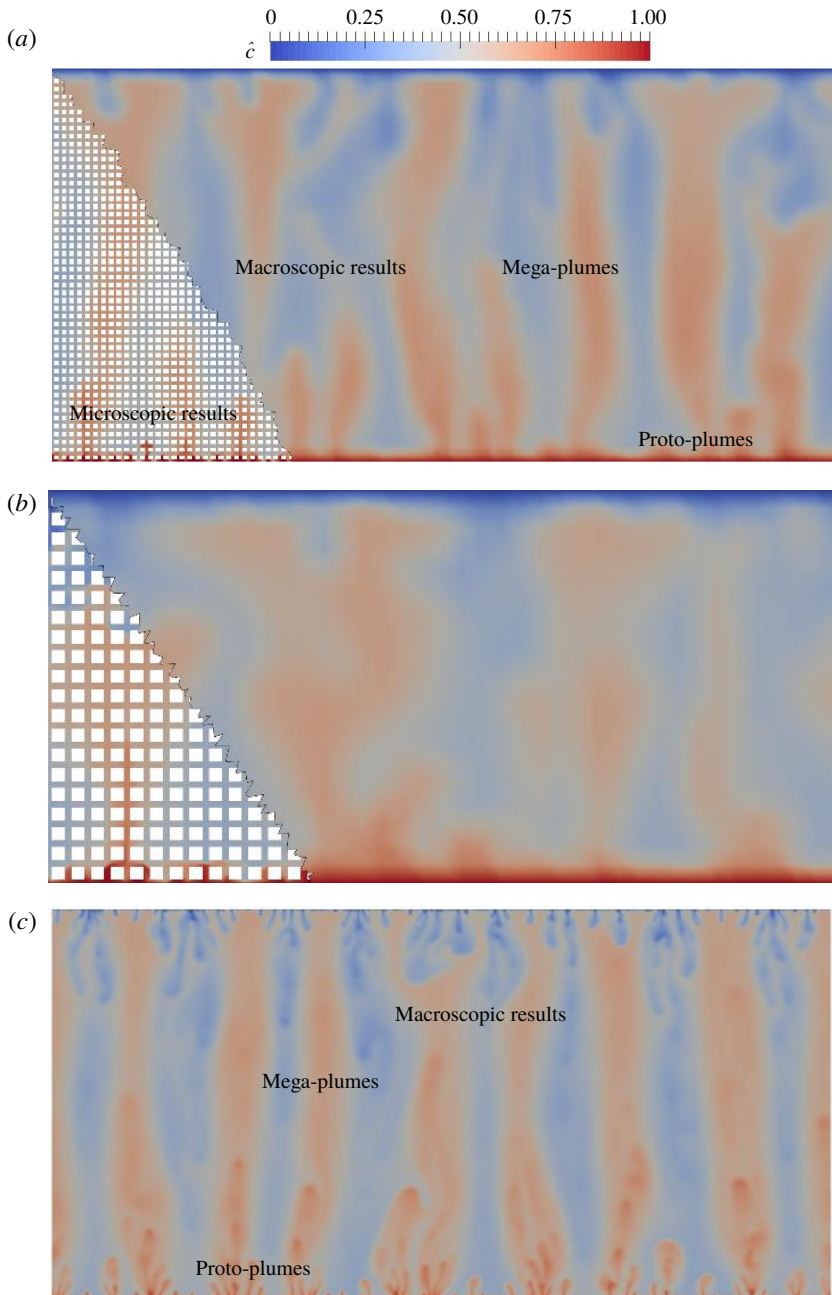 0 0.25 0.50 0.75 1.00
(a) ĉ
Macroscopic results Mega-plumes
Microscopic results
Proto-plumes
(b)
(c)
Macroscopic results
Mega-plumes
Proto-plumes